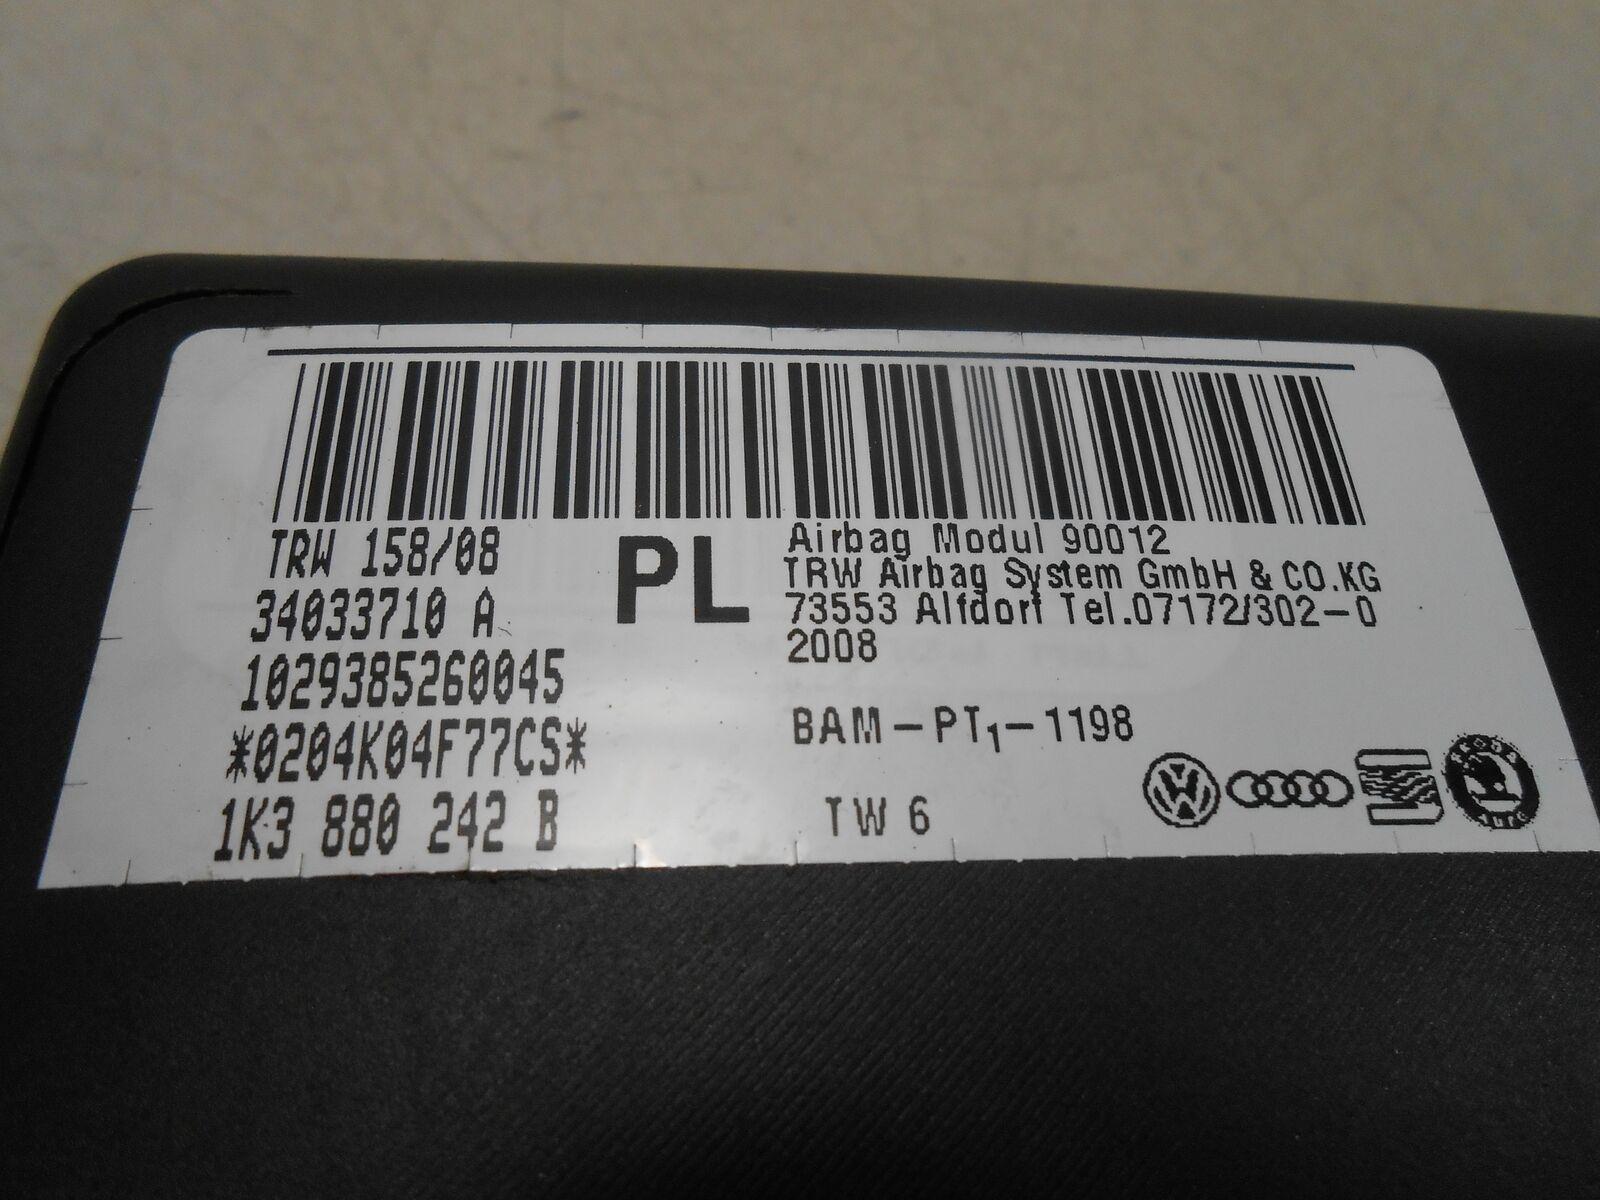 TRW 158/08
34033710 A
1029385260045
*0204K04F77CS*
1K3 880 242 B
PL
Airbag Modul 90012
TRW Airbag System GmbH & CO.KG
73553 Alfdorf Tel.07172/302-0
2008
BAM-PT1-1198
TW 6